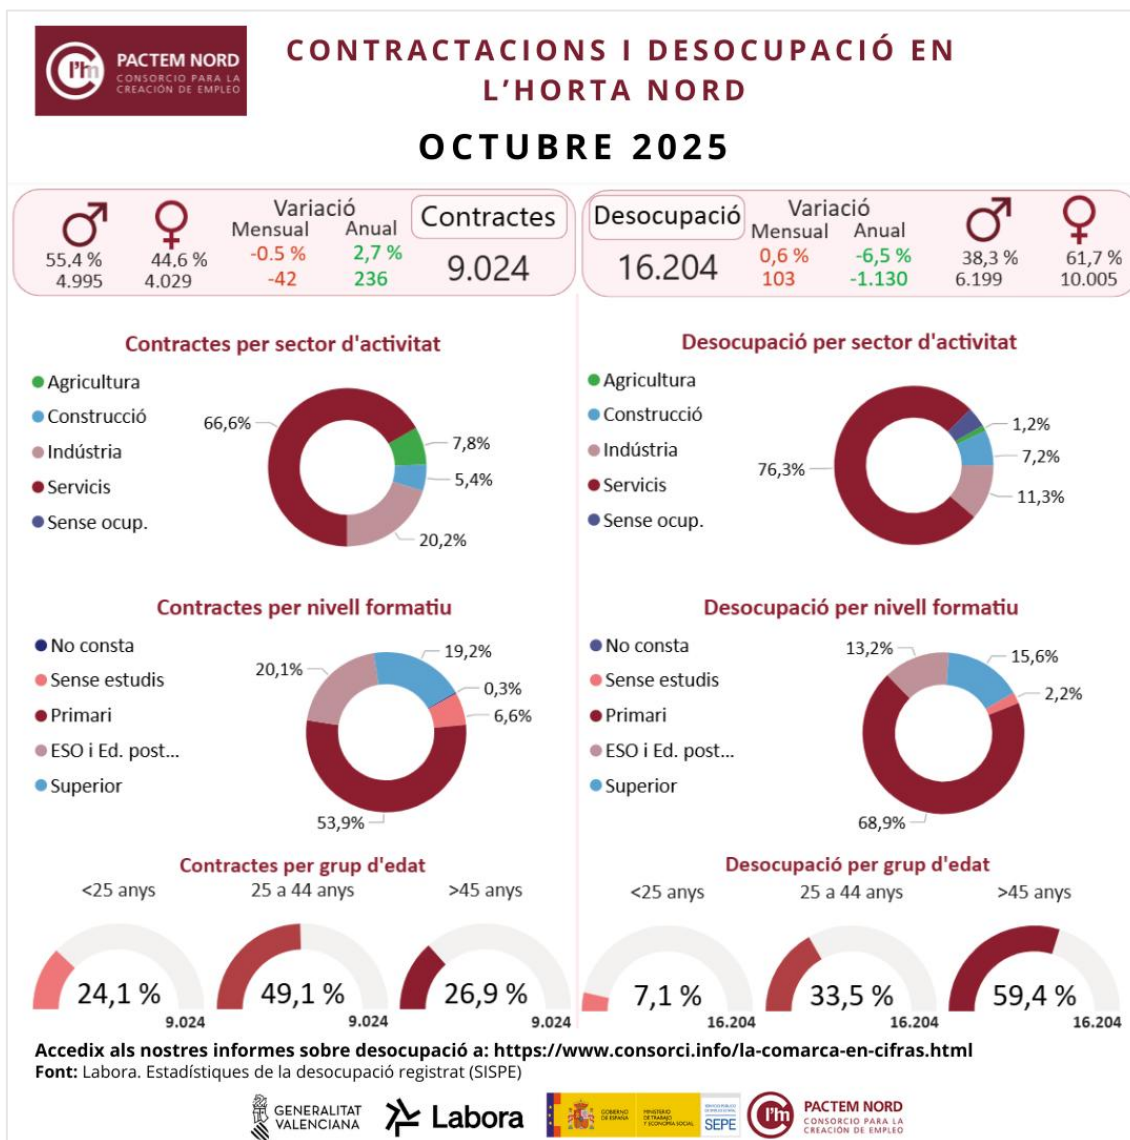 PACTEM NORD
CONSORCIO PARA LA
CREACIÓN DE EMPLEO
CONTRACTACIONS I DESOCUPACIÓ EN
L'HORTA NORD
OCTUBRE 2025
Variació
Mensual Anual
Contractes
55,4 % 44,6 % -0.5 % 2,7 %
4.995 4.029 -42 236
9.024
Desocupació
Variació
Mensual Anual
16.204
0,6 % -6,5 % 38,3 % 61,7 %
103 -1.130 6.199 10.005
Contractes per sector d'activitat
Agricultura
Construcció
Indústria
Servicis
Sense ocup.
66,6%
7,8%
5,4%
20,2%
Desocupació per sector d'activitat
Agricultura
Construcció
Indústria
Servicis
Sense ocup.
76,3%
1,2%
7,2%
11,3%
Contractes per nivell formatiu
No consta
Sense estudis
Primari
ESO i Ed. post...
Superior
20,1%
19,2%
0,3%
6,6%
53,9%
Desocupació per nivell formatiu
No consta
Sense estudis
Primari
ESO i Ed. post...
Superior
13,2%
15,6%
2,2%
68,9%
Contractes per grup d'edat
<25 anys 25 a 44 anys >45 anys
24,1 % 49,1 % 26,9 %
9.024 9.024 9.024
Desocupació per grup d'edat
<25 anys 25 a 44 anys >45 anys
7,1 % 33,5 % 59,4 %
16.204 16.204 16.204
Accedix als nostres informes sobre desocupació a: https://www.consorci.info/la-comarca-en-cifras.html
Font: Labora. Estadístiques de la desocupació registrat (SISPE)
GENERALITAT
VALENCIANA
Labora
GOBIERNO
DE ESPAÑA
MINISTERIO
DE TRABAJO
Y ECONOMÍA SOCIAL
SEPE
PACTEM NORD
CONSORCIO PARA LA
CREACIÓN DE EMPLEO